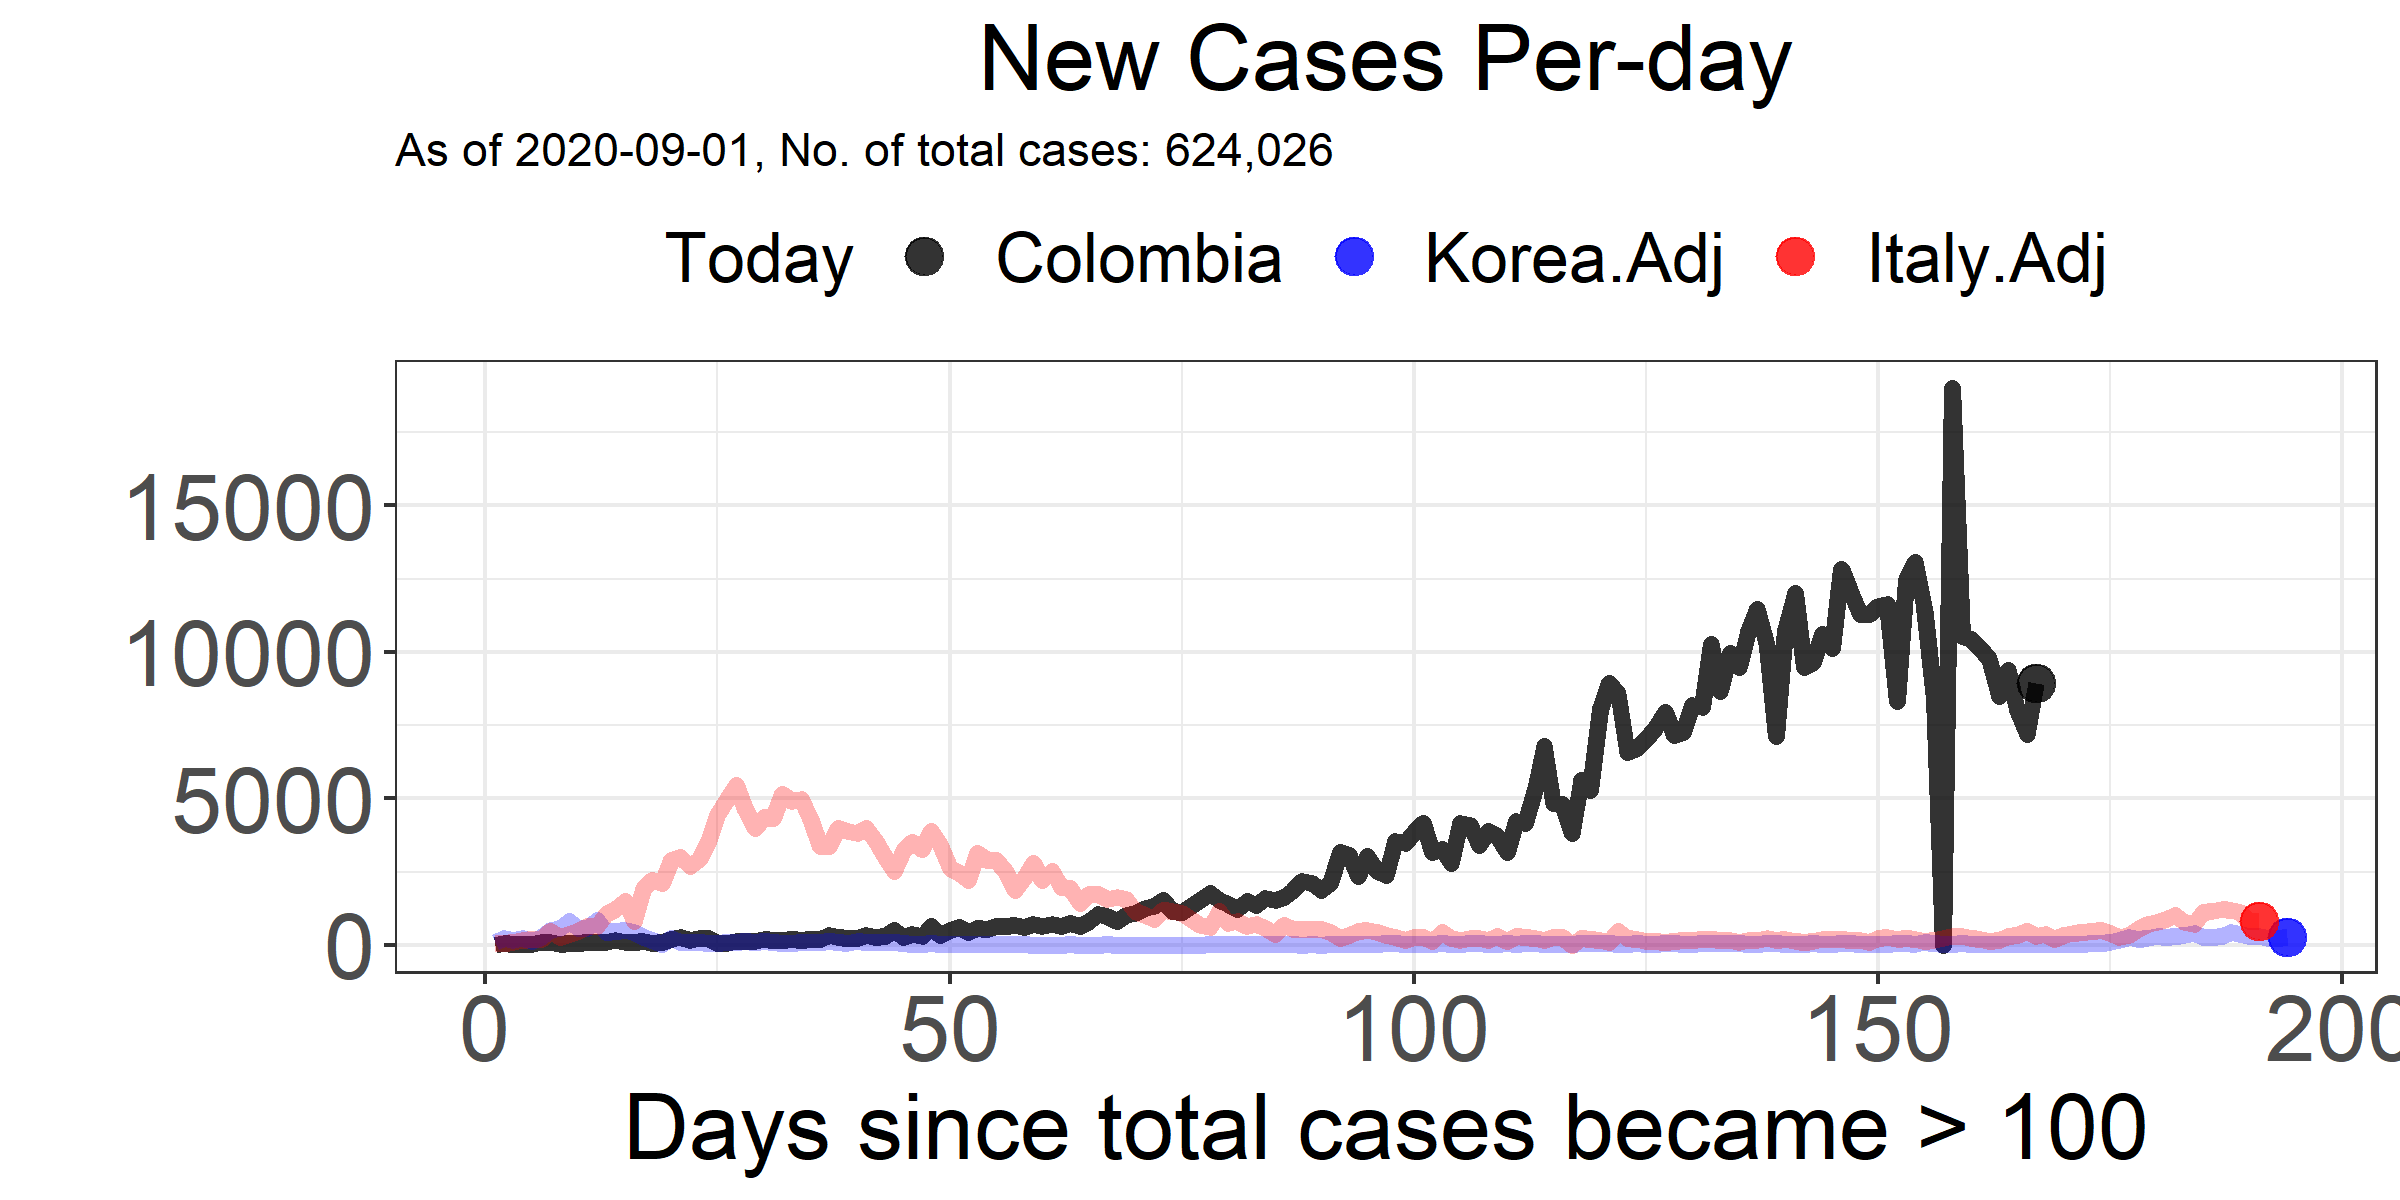 New Cases Per-day
As of 2020-09-01, No. of total cases: 624,026
Today Colombia Korea.Adj Italy.Adj
15000
10000
5000
0
0 50 100 150 200
Days since total cases became > 100